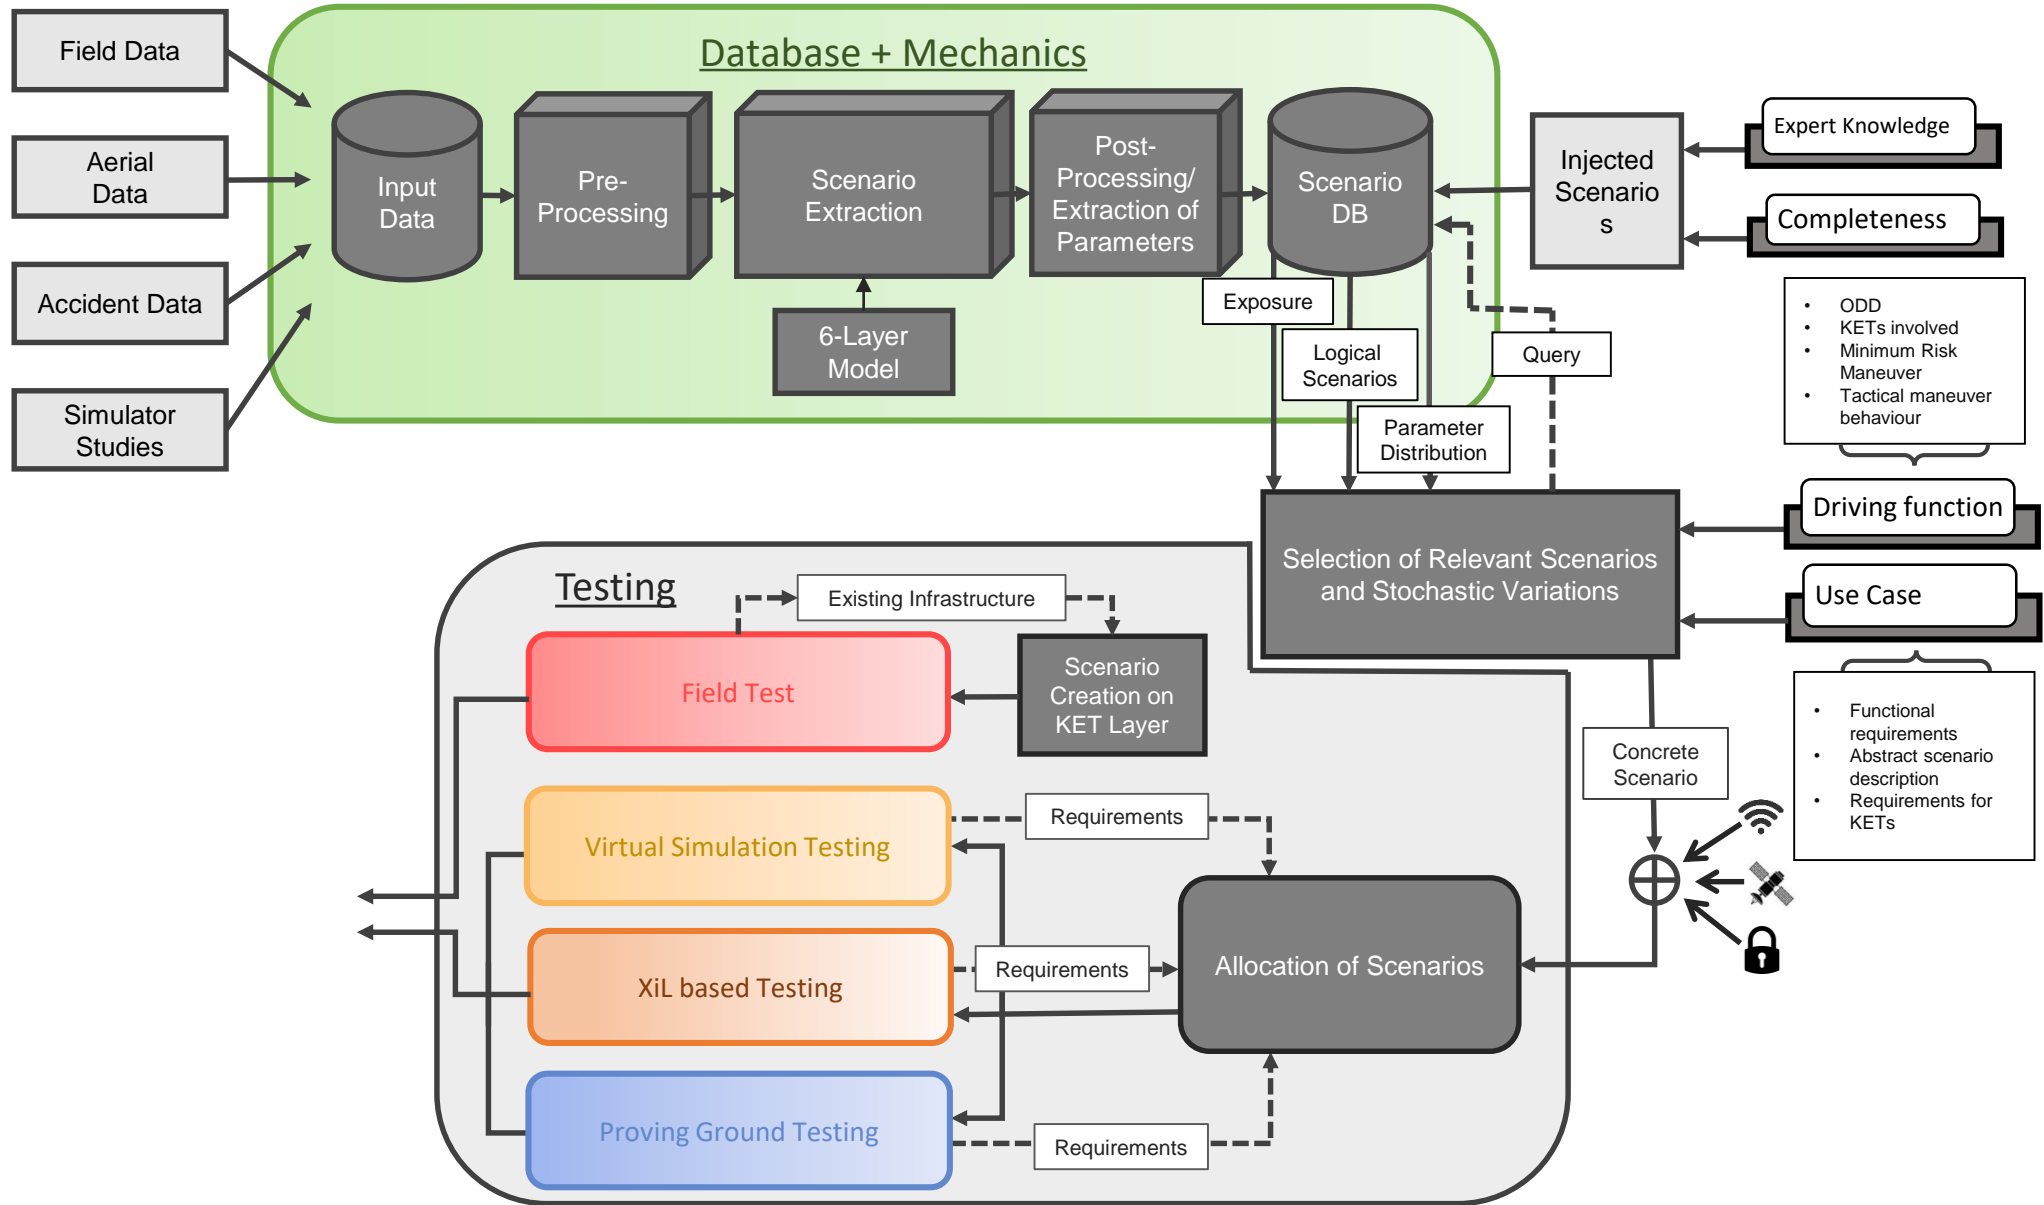 Field Data
Aerial
Data
Accident Data
Simulator
Studies
Database + Mechanics
Input
Data
Pre-
Processing
Scenario
Extraction
6-Layer
Model
Post-
Processing/
Extraction of
Parameters
Scenario
DB
Injected
Scenario
s
Expert Knowledge
Completeness
Exposure
Logical
Scenarios
Parameter
Distribution
Query
• ODD
• KETs involved
• Minimum Risk
Maneuver
• Tactical maneuver
behaviour
Driving function
Use Case
• Functional
requirements
• Abstract scenario
description
• Requirements for
KETs
Selection of Relevant Scenarios
and Stochastic Variations
Concrete
Scenario
Testing
Existing Infrastructure
Field Test
Scenario
Creation on
KET Layer
Virtual Simulation Testing
Requirements
XiL based Testing
Requirements
Allocation of Scenarios
Proving Ground Testing
Requirements